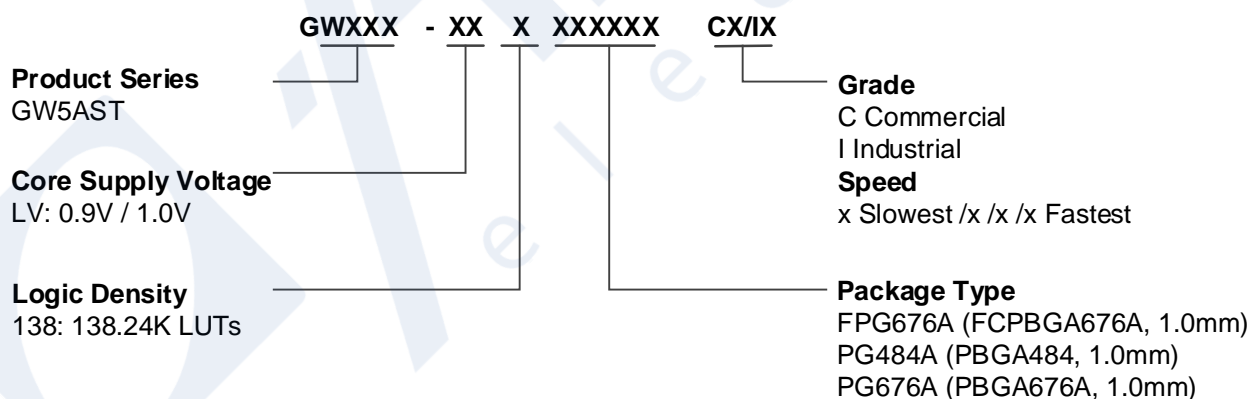 GWXXX - XX X XXXXXX CX/IX
Product Series
GW5AST
Core Supply Voltage
LV: 0.9V / 1.0V
Logic Density
138: 138.24K LUTs
Grade
C Commercial
I Industrial
Speed
x Slowest /x /x /x Fastest
Package Type
FPG676A (FCPBGA676A, 1.0mm)
PG484A (PBGA484, 1.0mm)
PG676A (PBGA676A, 1.0mm)